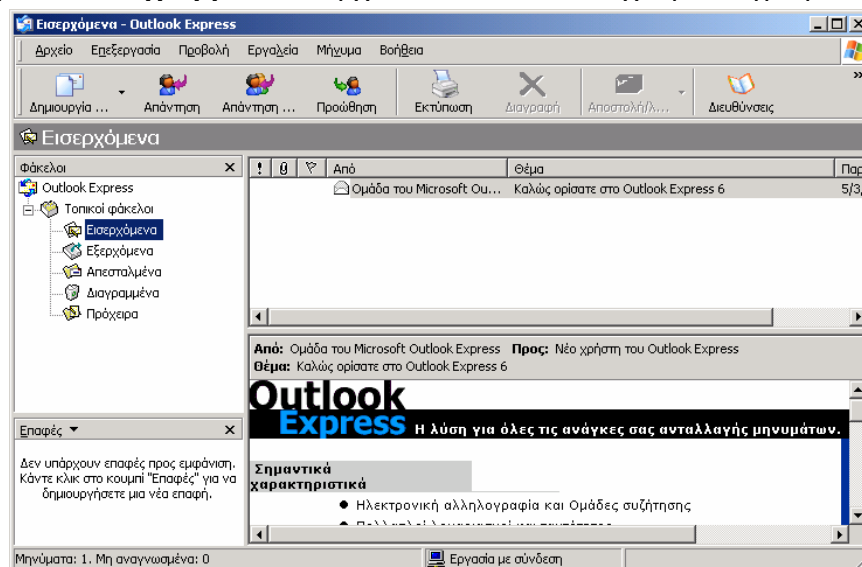 Εισερχόμενα - Outlook Express
Αρχείο Επεξεργασία Προβολή Εργαλεία Μήνυμα Βοήθεια
Δημιουργία ... Απάντηση Απάντηση ... Προώθηση Εκτύπωση Διαγραφή Αποστολή/λ... Διευθύνσεις »
Εισερχόμενα
Φάκελοι
Outlook Express
Τοπικοί φάκελοι
Εισερχόμενα
Εξερχόμενα
Απεσταλμένα
Διαγραμμένα
Πρόχειρα
! Από Θέμα Παρ
Ομάδα του Microsoft Ou... Καλώς ορίσατε στο Outlook Express 6 5/3,
Από: Ομάδα του Microsoft Outlook Express Προς: Νέο χρήστη του Outlook Express
Θέμα: Καλώς ορίσατε στο Outlook Express 6
Outlook
Express Η λύση για όλες τις ανάγκες σας ανταλλαγής μηνυμάτων.
Σημαντικά
χαρακτηριστικά
● Ηλεκτρονική αλληλογραφία και Ομάδες συζήτησης
Επαφές
Δεν υπάρχουν επαφές προς εμφάνιση.
Κάντε κλικ στο κουμπί "Επαφές" για να
δημιουργήσετε μια νέα επαφή.
Μηνύματα: 1. Μη αναγνωσμένα: 0 Εργασία με σύνδεση